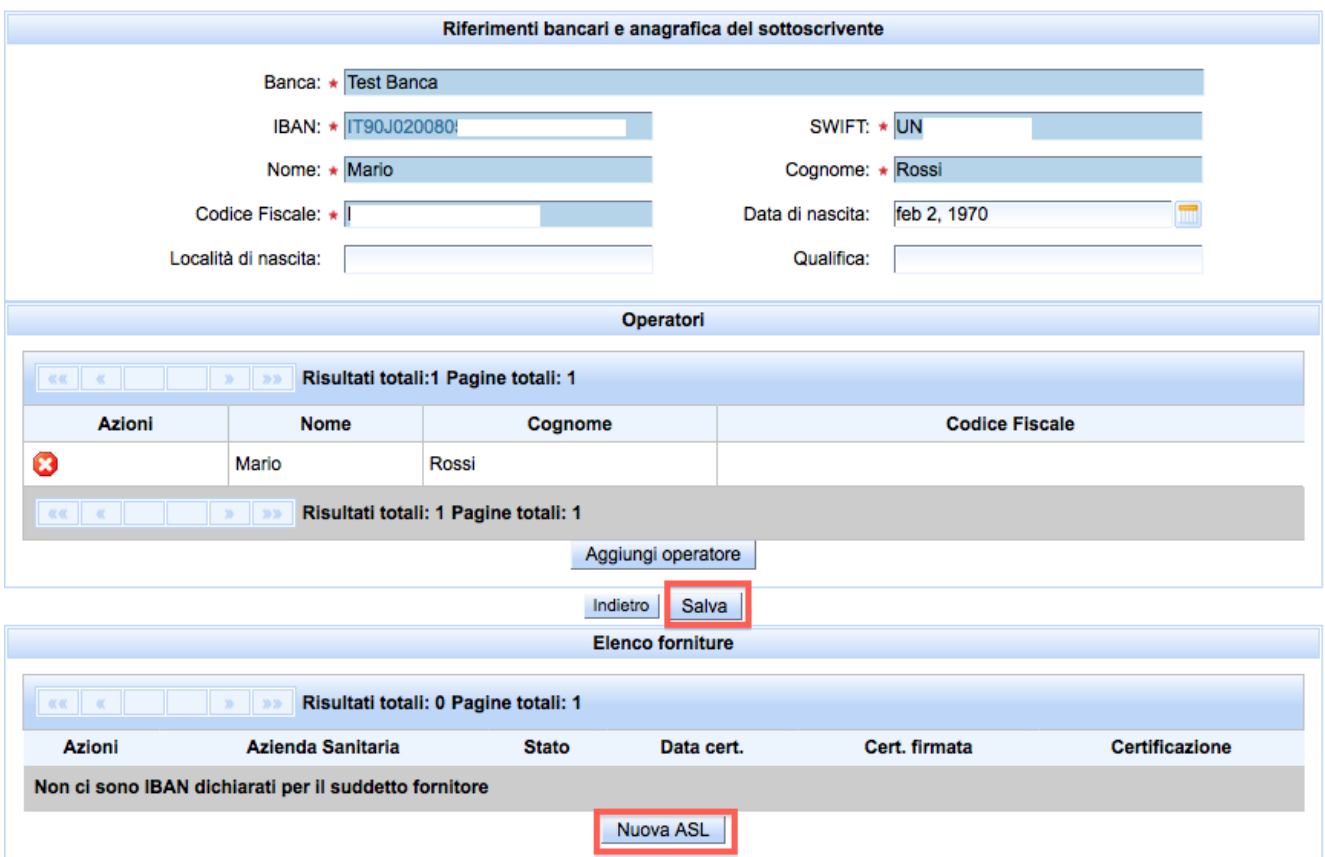 Riferimenti bancari e anagrafica del sottoscrivente
Banca: * Test Banca
IBAN: * IT90J020080 SWIFT: * UN
Nome: * Mario Cognome: * Rossi
Codice Fiscale: * Data di nascita: feb 2, 1970
Località di nascita: Qualifica:
Operatori
«« « » »» Risultati totali:1 Pagine totali: 1
Azioni Nome Cognome Codice Fiscale
Mario Rossi
«« « » »» Risultati totali: 1 Pagine totali: 1
Aggiungi operatore
Indietro Salva
Elenco forniture
«« « » »» Risultati totali: 0 Pagine totali: 1
Azioni Azienda Sanitaria Stato Data cert. Cert. firmata Certificazione
Non ci sono IBAN dichiarati per il suddetto fornitore
Nuova ASL